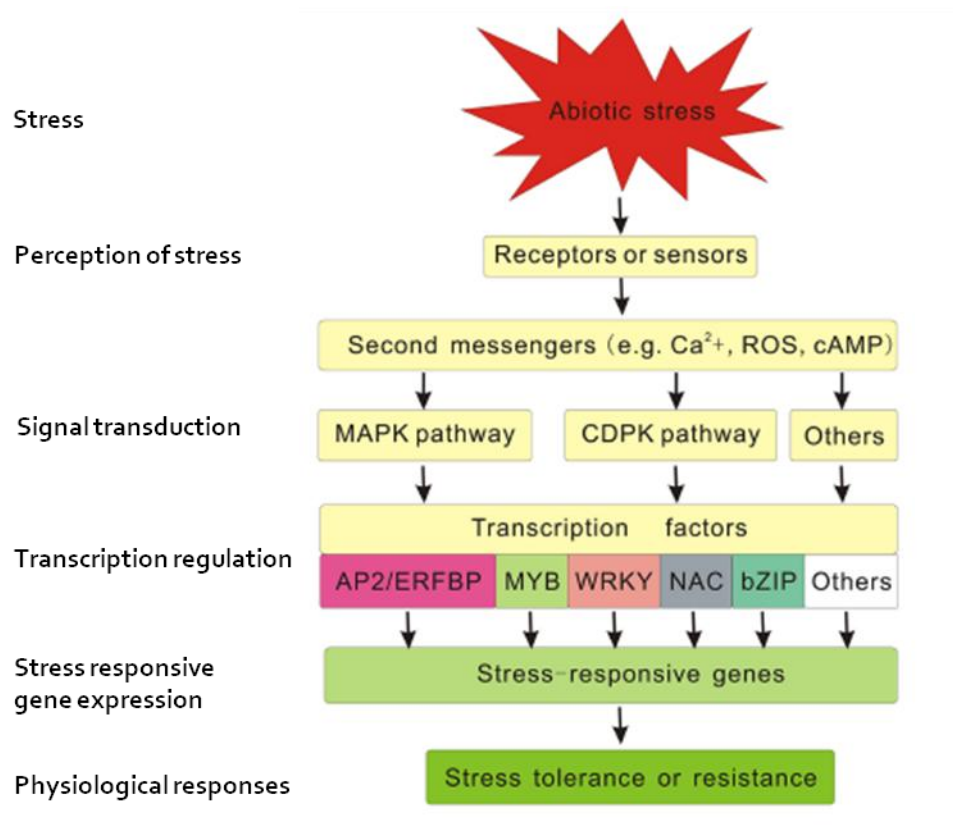 Abiotic stress
Stress
Perception of stress
Receptors or sensors
Second messengers (e.g. Ca²+, ROS, cAMP)
Signal transduction
MAPK pathway
CDPK pathway
Others
Transcription factors
Transcription regulation
AP2/ERFBP MYB WRKY NAC bZIP Others
Stress responsive
gene expression
Stress-responsive genes
Physiological responses
Stress tolerance or resistance